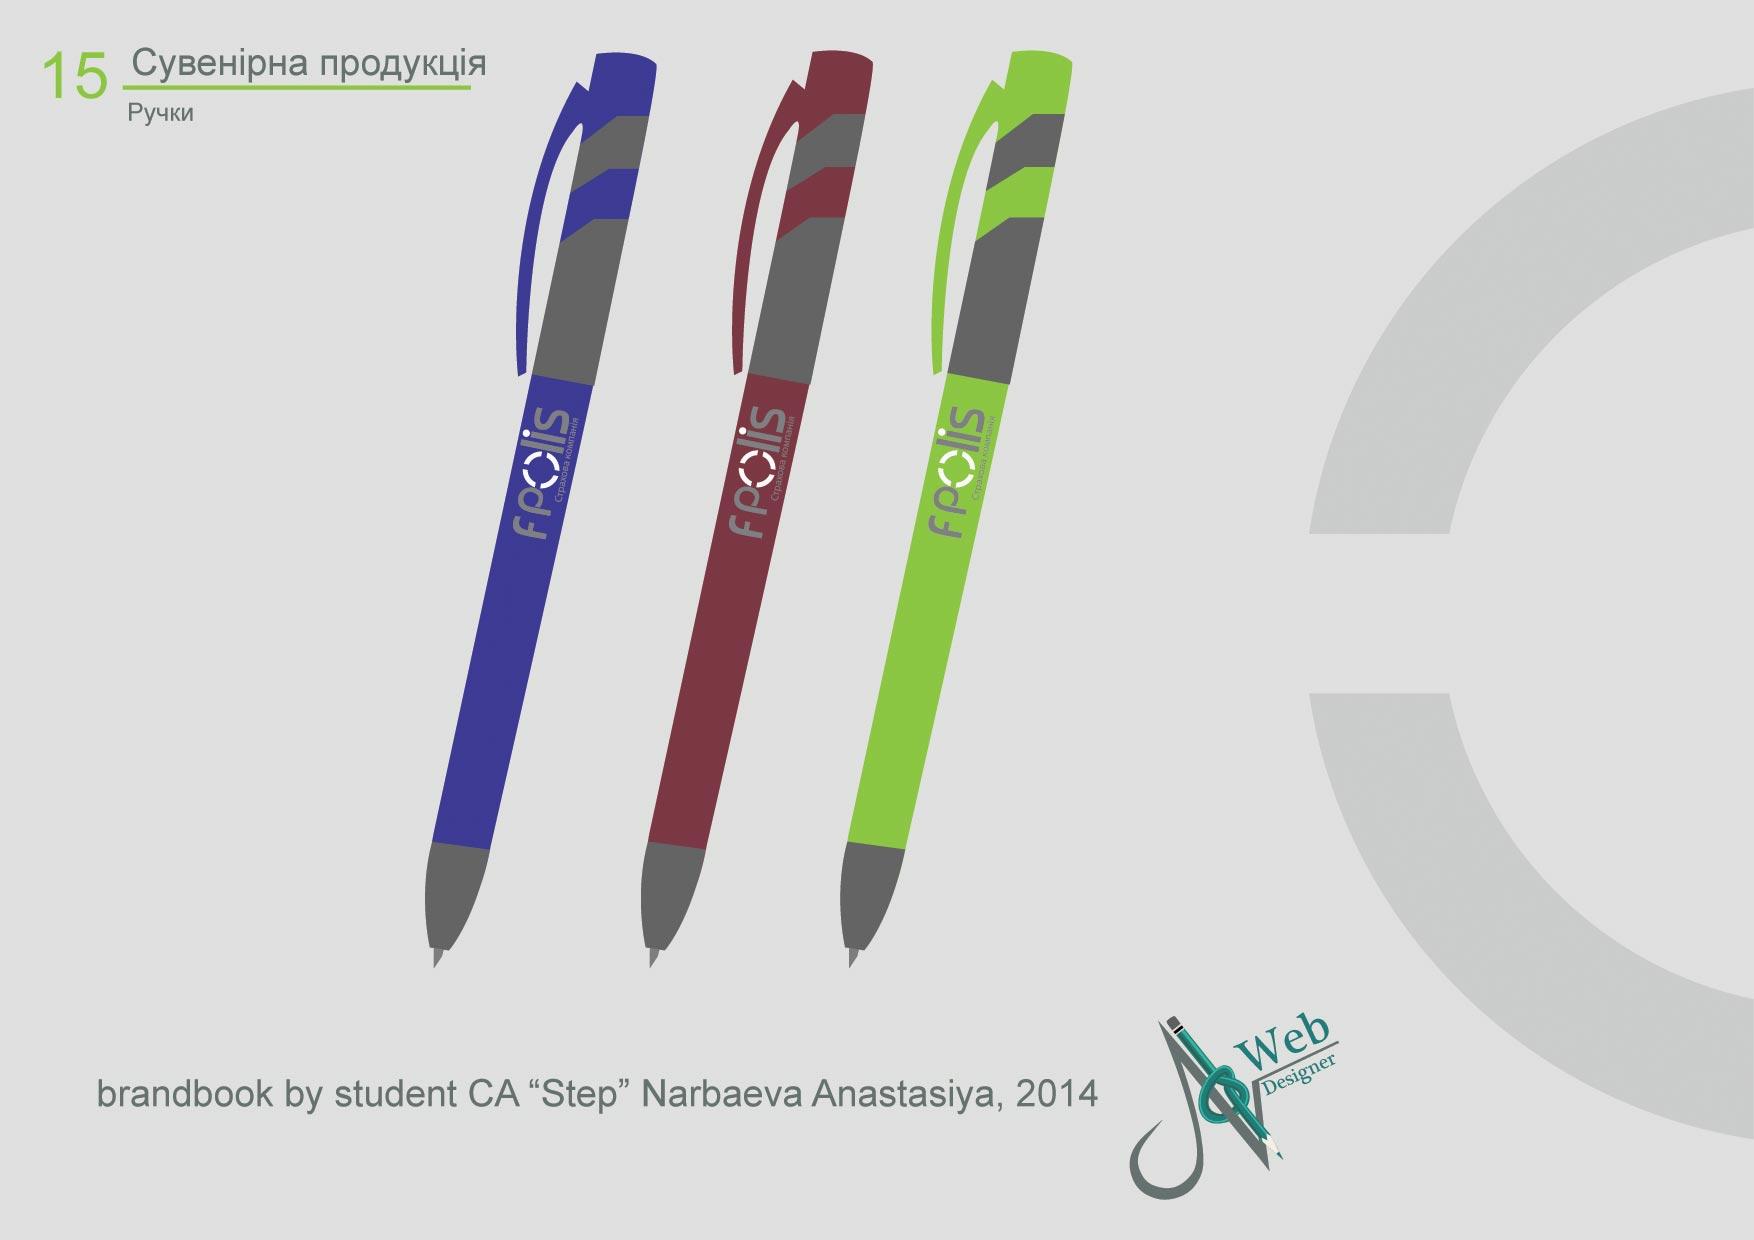 15
Сувенірна продукція
Ручки
fpolis
Страхова компанія
fpolis
Страхова компанія
fpolis
Страхова компанія
Web
Designer
brandbook by student CA “Step” Narbaeva Anastasiya, 2014